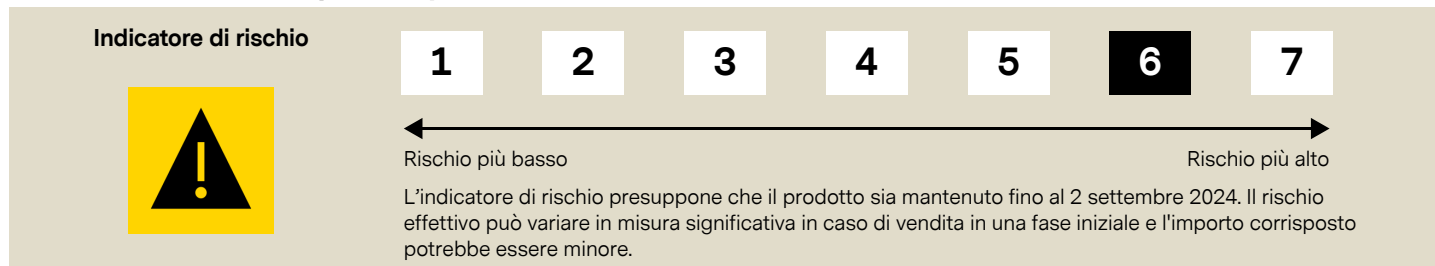 Indicatore di rischio
1 2 3 4 5 6 7
Rischio più basso Rischio più alto
L'indicatore di rischio presuppone che il prodotto sia mantenuto fino al 2 settembre 2024. Il rischio
effettivo può variare in misura significativa in caso di vendita in una fase iniziale e l'importo corrisposto
potrebbe essere minore.